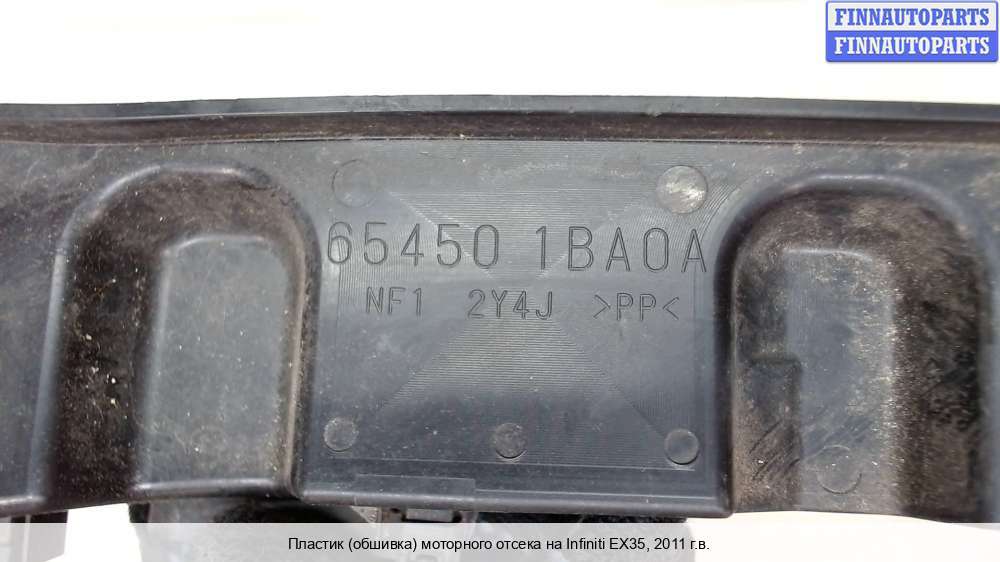 FINNAUTOPARTS
FINNAUTOPARTS
65450 1BA0A
NF1 2Y4J >PP<
Пластик (обшивка) моторного отсека на Infiniti EX35, 2011 г.в.